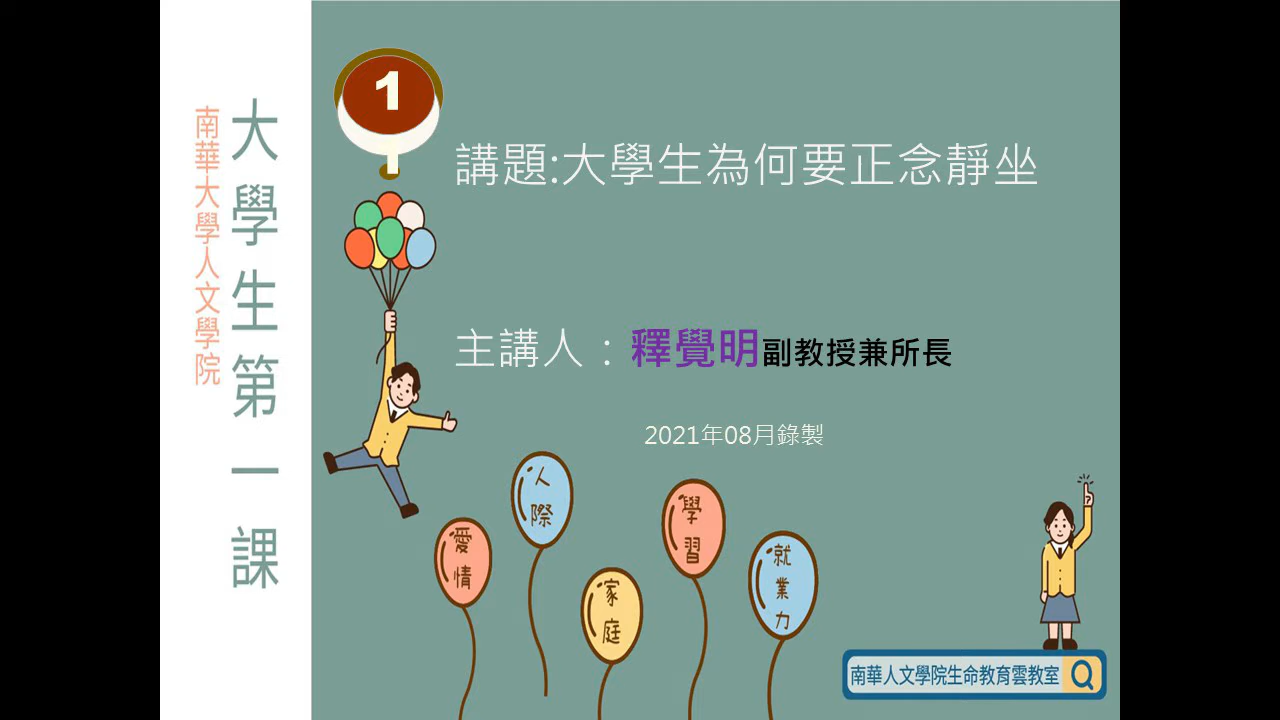 大學生第一課
南華大學人文學院
1
講題:大學生為何要正念靜坐
主講人：釋覺明副教授兼所長
2021年08月錄製
愛情
人際
家庭
學習
就業力
南華人文學院生命教育雲教室